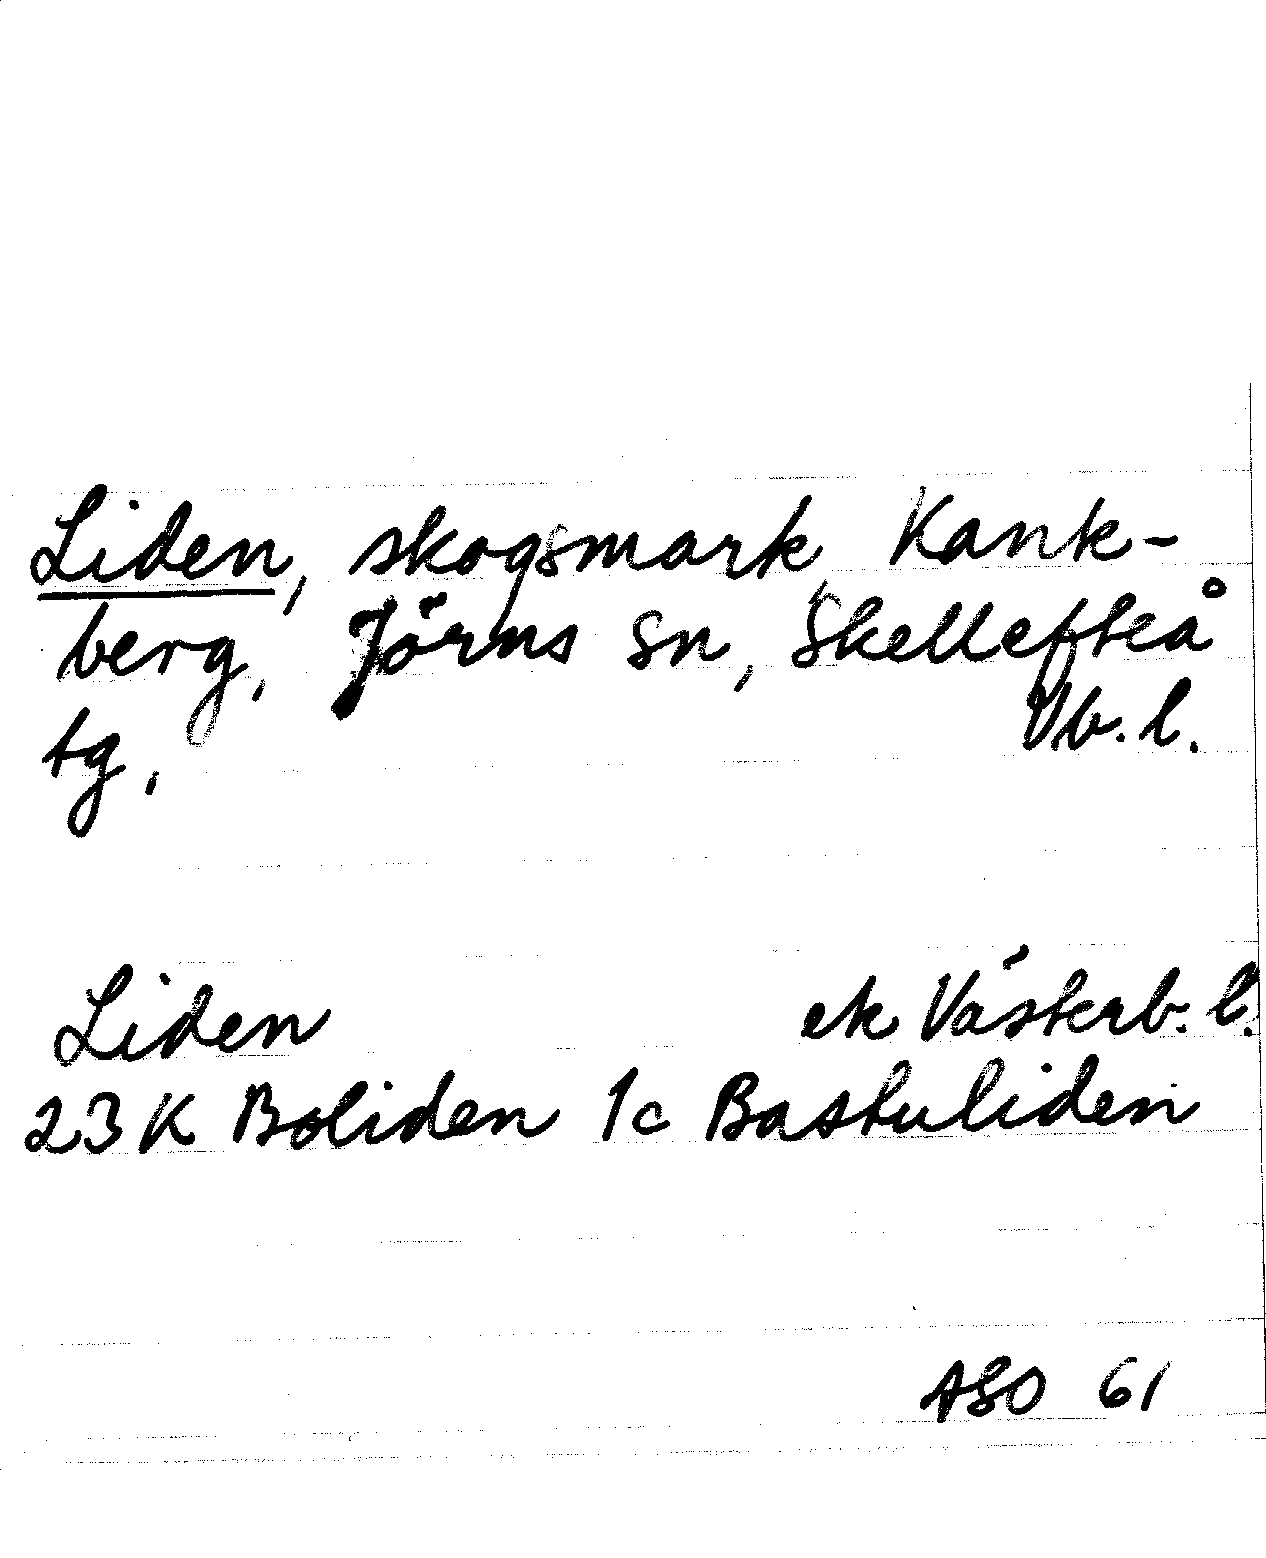 Liden, skogsmark, Kank-
berg, Jörns sn, Skellefteå
tg, Vb. l.
Liden ek Västerb. l.
23 K Boliden 1c Bastuliden
ASO 61